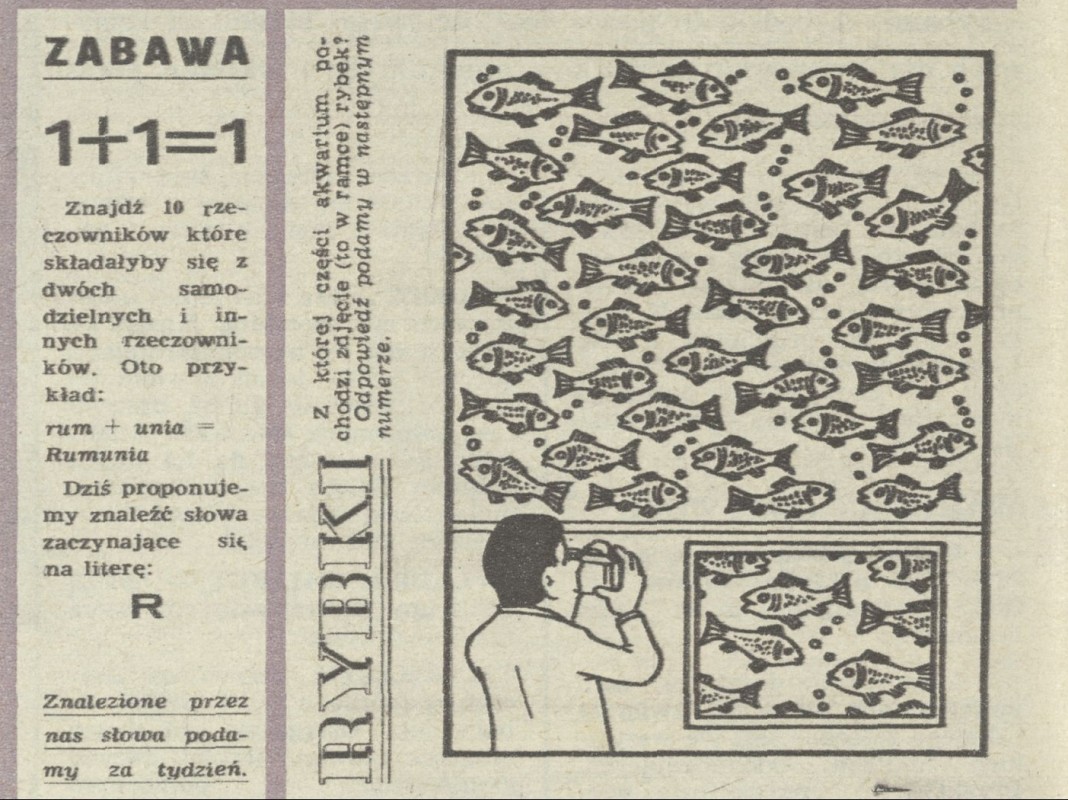 ZABAWA
1+1=1
Znajdź 10 rze-
czowników które
składałyby się z
dwóch samo-
dzielnych i in-
nych rzeczowni-
ków. Oto przy-
kład:
rum + unia =
Rumunia
Dziś proponuje-
my znaleźć słowa
zaczynające się
na literę:
R
Znalezione przez
nas słowa poda-
my za tydzień.
RYBKI
Z której części akwarium po-
chodzi zdjęcie (to w ramce) rybek?
Odpowiedź podamy w następnym
numerze.